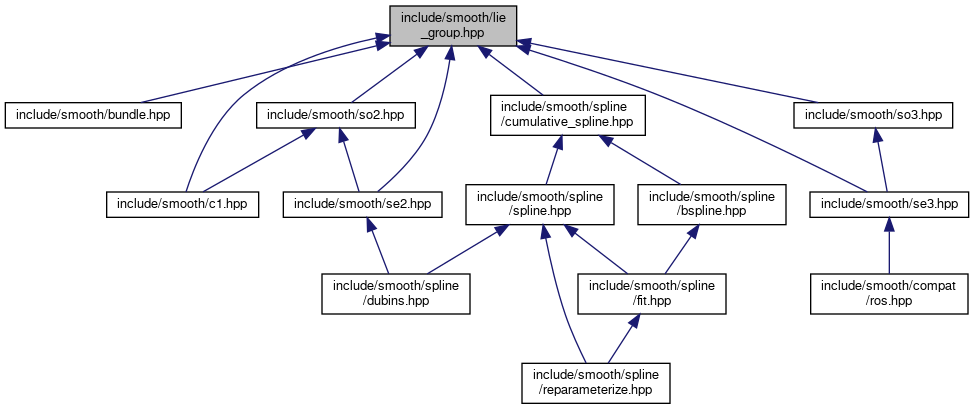 include/smooth/lie
_group.hpp
include/smooth/bundle.hpp
include/smooth/so2.hpp
include/smooth/spline
/cumulative_spline.hpp
include/smooth/so3.hpp
include/smooth/c1.hpp
include/smooth/se2.hpp
include/smooth/spline
/spline.hpp
include/smooth/spline
/bspline.hpp
include/smooth/se3.hpp
include/smooth/spline
/dubins.hpp
include/smooth/spline
/fit.hpp
include/smooth/compat
/ros.hpp
include/smooth/spline
/reparameterize.hpp